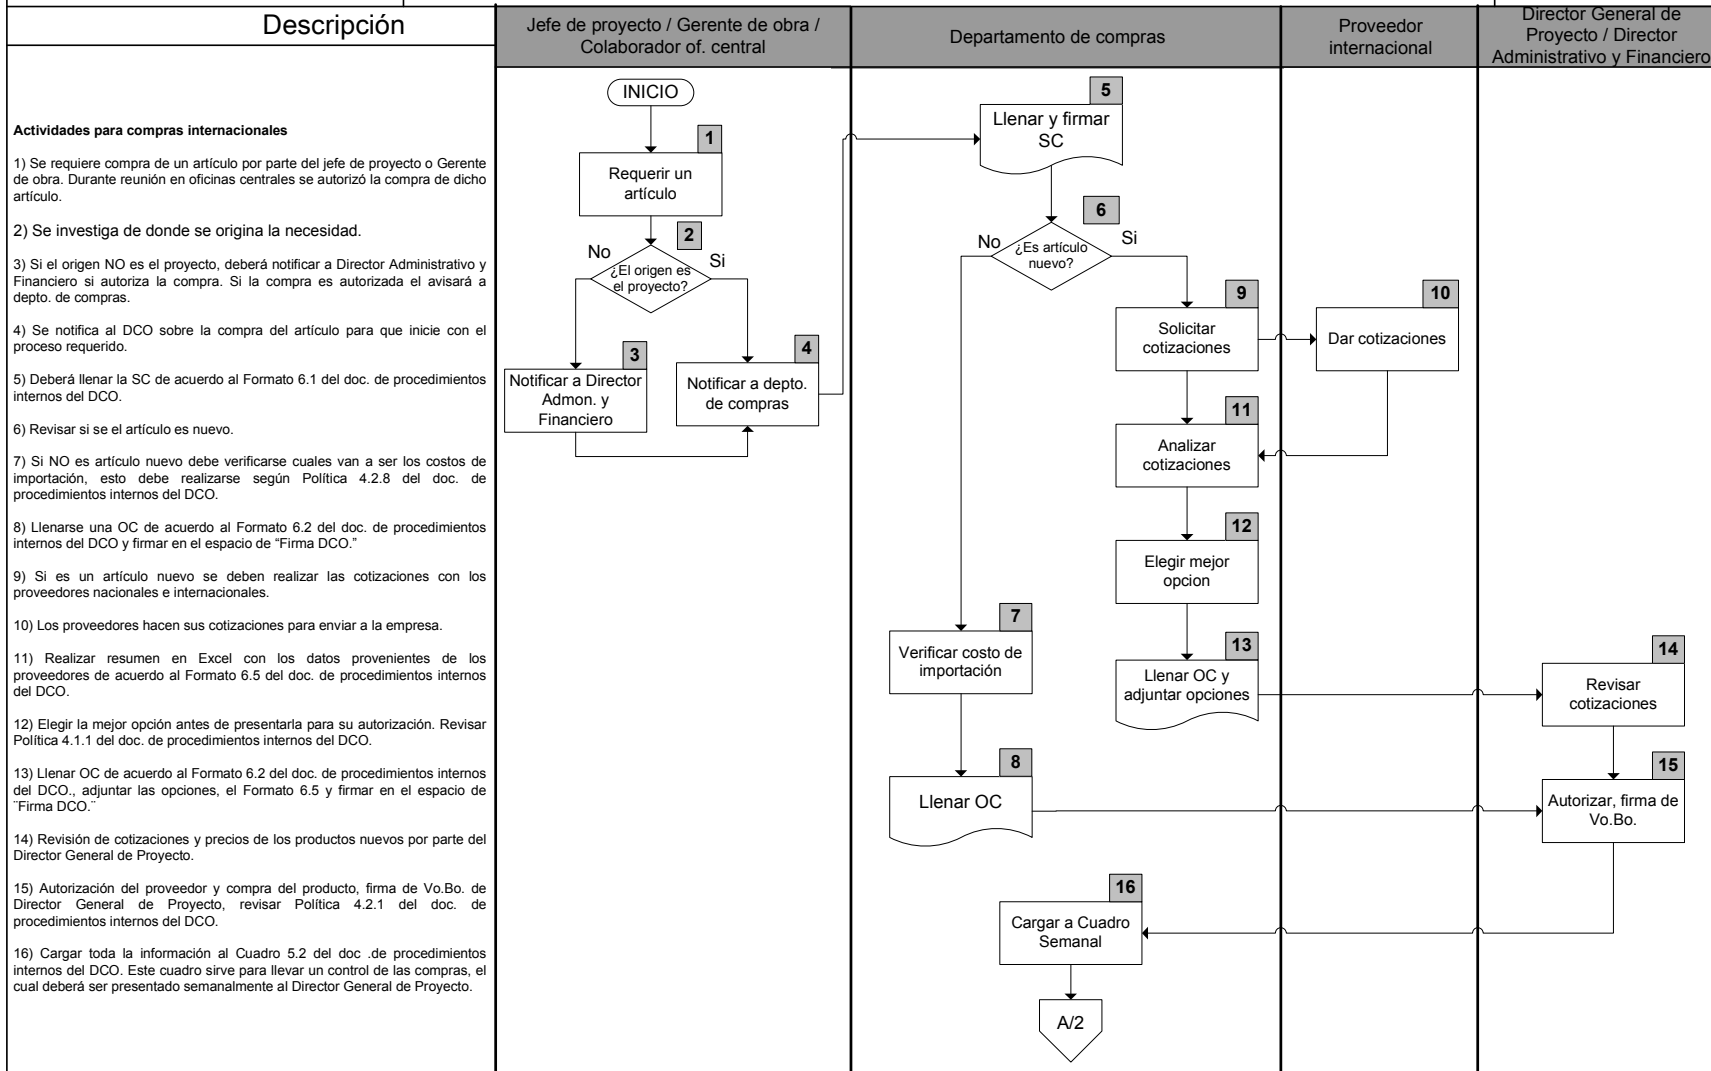 Descripción
Jefe de proyecto / Gerente de obra /
Colaborador of. central
Departamento de compras
Proveedor
internacional
Director General de
Proyecto / Director
Administrativo y Financiero
Actividades para compras internacionales
1) Se requiere compra de un artículo por parte del jefe de proyecto o Gerente
de obra. Durante reunión en oficinas centrales se autorizó la compra de dicho
artículo.
2) Se investiga de donde se origina la necesidad.
3) Si el origen NO es el proyecto, deberá notificar a Director Administrativo y
Financiero si autoriza la compra. Si la compra es autorizada el avisará a
depto. de compras.
4) Se notifica al DCO sobre la compra del artículo para que inicie con el
proceso requerido.
5) Deberá llenar la SC de acuerdo al Formato 6.1 del doc. de procedimientos
internos del DCO.
6) Revisar si se el artículo es nuevo.
7) Si NO es artículo nuevo debe verificarse cuales van a ser los costos de
importación, esto debe realizarse según Política 4.2.8 del doc. de
procedimientos internos del DCO.
8) Llenarse una OC de acuerdo al Formato 6.2 del doc. de procedimientos
internos del DCO y firmar en el espacio de “Firma DCO.”
9) Si es un artículo nuevo se deben realizar las cotizaciones con los
proveedores nacionales e internacionales.
10) Los proveedores hacen sus cotizaciones para enviar a la empresa.
11) Realizar resumen en Excel con los datos provenientes de los
proveedores de acuerdo al Formato 6.5 del doc. de procedimientos internos
del DCO.
12) Elegir la mejor opción antes de presentarla para su autorización. Revisar
Política 4.1.1 del doc. de procedimientos internos del DCO.
13) Llenar OC de acuerdo al Formato 6.2 del doc. de procedimientos internos
del DCO., adjuntar las opciones, el Formato 6.5 y firmar en el espacio de
¨Firma DCO.¨
14) Revisión de cotizaciones y precios de los productos nuevos por parte del
Director General de Proyecto.
15) Autorización del proveedor y compra del producto, firma de Vo.Bo. de
Director General de Proyecto, revisar Política 4.2.1 del doc. de
procedimientos internos del DCO.
16) Cargar toda la información al Cuadro 5.2 del doc .de procedimientos
internos del DCO. Este cuadro sirve para llevar un control de las compras, el
cual deberá ser presentado semanalmente al Director General de Proyecto.
INICIO
1
Requerir un
artículo
2
No
Si
¿El origen es
el proyecto?
3
Notificar a Director
Admon. y
Financiero
4
Notificar a depto.
de compras
5
Llenar y firmar
SC
6
No
Si
¿Es artículo
nuevo?
9
Solicitar
cotizaciones
10
Dar cotizaciones
11
Analizar
cotizaciones
12
Elegir mejor
opcion
7
Verificar costo de
importación
13
Llenar OC y
adjuntar opciones
14
Revisar
cotizaciones
8
Llenar OC
15
Autorizar, firma de
Vo.Bo.
16
Cargar a Cuadro
Semanal
A/2